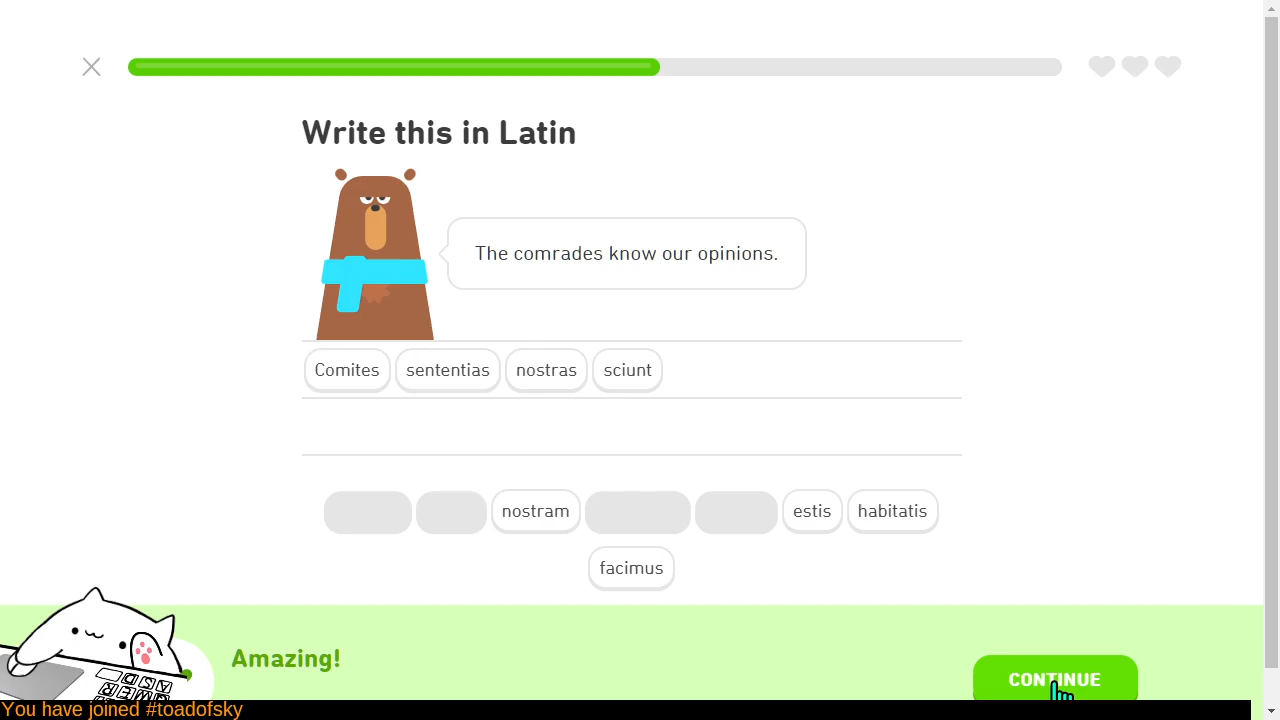 Write this in Latin
The comrades know our opinions.
Comites sententias nostras sciunt
nostram estis habitatis
facimus
Amazing!
CONTINUE
You have joined #toadofsky